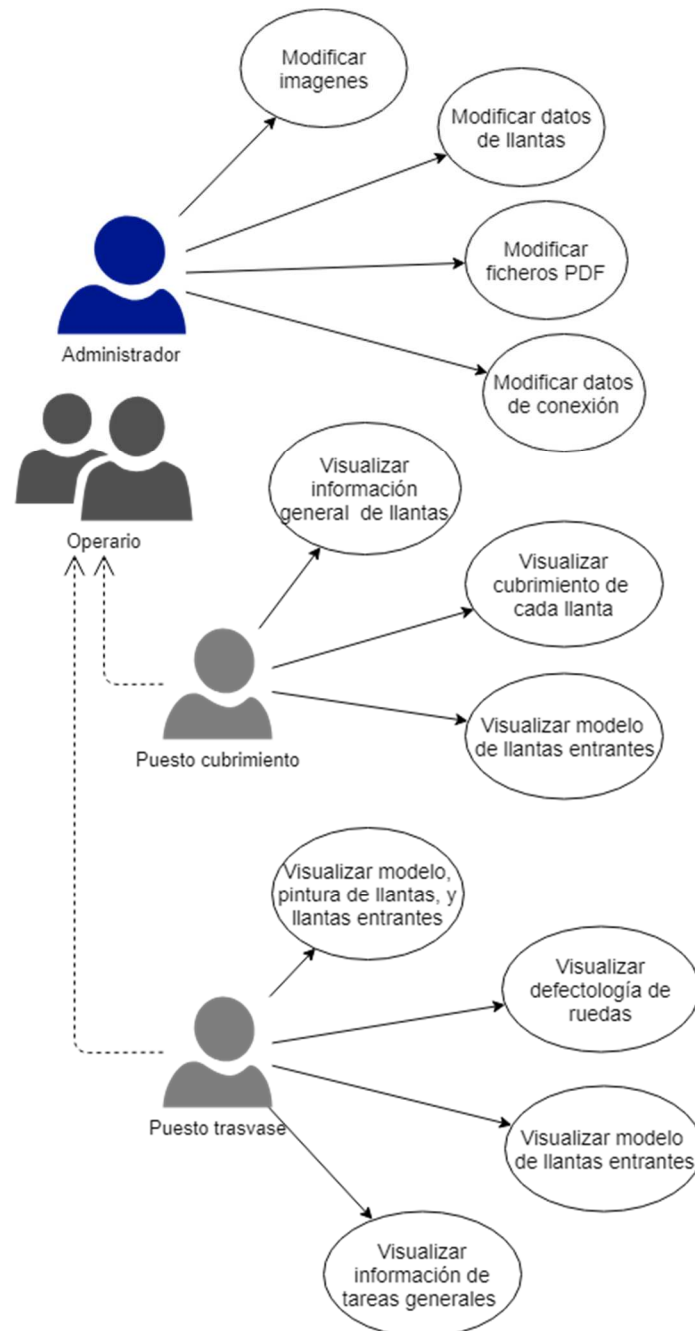 Modificar
imagenes
Modificar datos
de llantas
Modificar
ficheros PDF
Administrador
Modificar datos
de conexión
Visualizar
información
general de llantas
Operario
Visualizar
cubrimiento de
cada llanta
Visualizar modelo
de llantas entrantes
Puesto cubrimiento
Visualizar modelo,
pintura de llantas, y
llantas entrantes
Visualizar
defectología de
ruedas
Puesto trasvase
Visualizar modelo
de llantas entrantes
Visualizar
información de
tareas generales